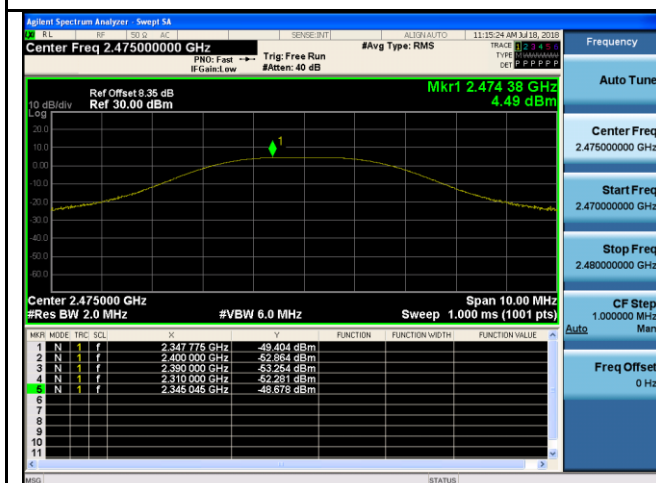 Agilent Spectrum Analyzer - Swept SA
RL RF 50 Ω AC SENSE:INT ALIGNAUTO 11:15:24 AM Jul 18, 2018
Center Freq 2.475000000 GHz #Avg Type: RMS TRACE 1 2 3 4 5 6
PNO: Fast Trig: Free Run TYPE
IFGain:Low #Atten: 40 dB DET P P P P P P
Ref Offset 8.35 dB Mkr1 2.474 38 GHz
10 dB/div Ref 30.00 dBm 4.49 dBm
Log
20.0
1
10.0
0.00
-10.0
-20.0
-30.0
-40.0
-50.0
-60.0
Center 2.475000 GHz Span 10.00 MHz
#Res BW 2.0 MHz #VBW 6.0 MHz Sweep 1.000 ms (1001 pts)
MKR MODE TRC SCL X Y FUNCTION FUNCTION WIDTH FUNCTION VALUE
1 N 1 f 2.347 775 GHz -49.404 dBm
2 N 1 f 2.400 000 GHz -52.864 dBm
3 N 1 f 2.390 000 GHz -53.254 dBm
4 N 1 f 2.310 000 GHz -52.281 dBm
5 N 1 f 2.345 045 GHz -48.678 dBm
6
7
8
9
10
11
MSG STATUS
Frequency
Auto Tune
Center Freq
2.475000000 GHz
Start Freq
2.470000000 GHz
Stop Freq
2.480000000 GHz
CF Step
1.000000 MHz
Auto Man
Freq Offset
0 Hz